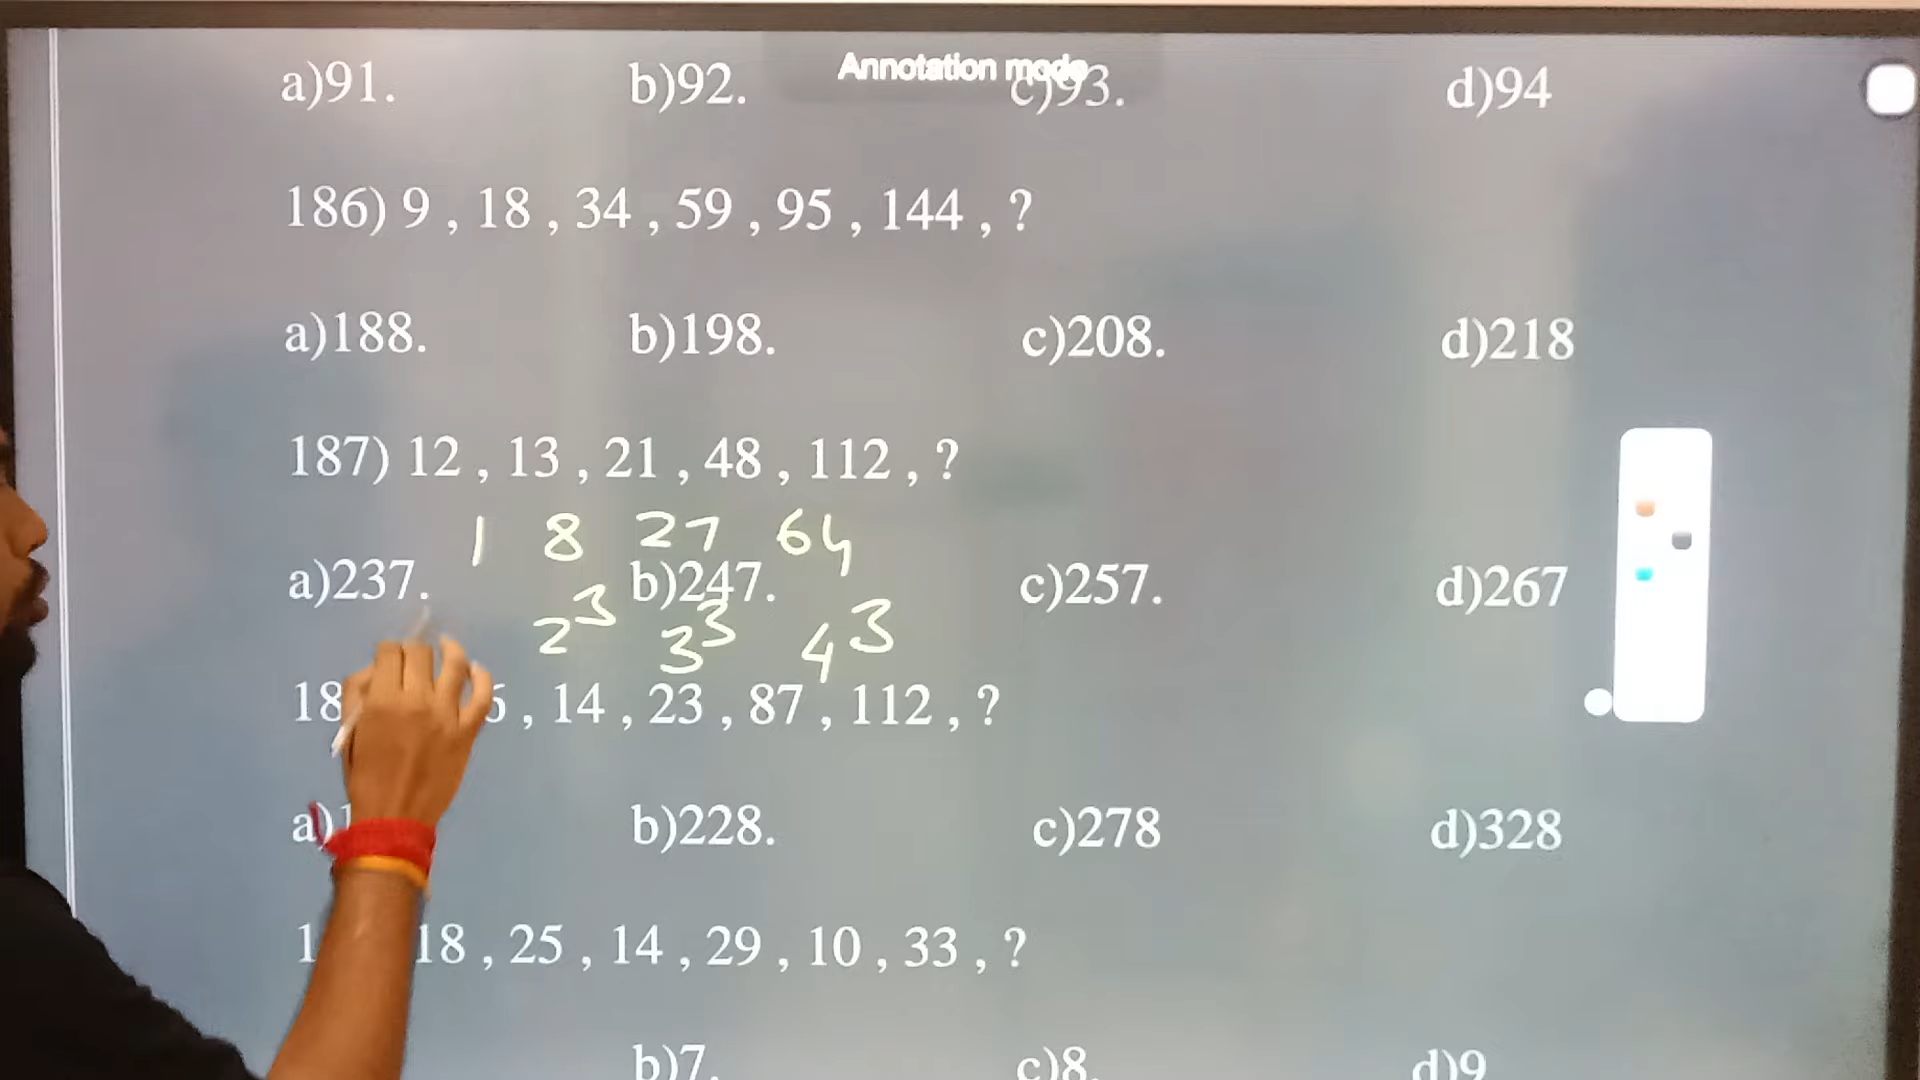 Annotation mode
a)91. b)92. c)93. d)94
186) 9 , 18 , 34 , 59 , 95 , 144 , ?
a)188. b)198. c)208. d)218
187) 12 , 13 , 21 , 48 , 112 , ?
1 8 27 64
a)237. b)247. c)257. d)267
2³ 3³ 4³
18 , 14 , 23 , 87 , 112 , ?
a) b)228. c)278 d)328
18 , 25 , 14 , 29 , 10 , 33 , ?
b)7. c)8. d)9